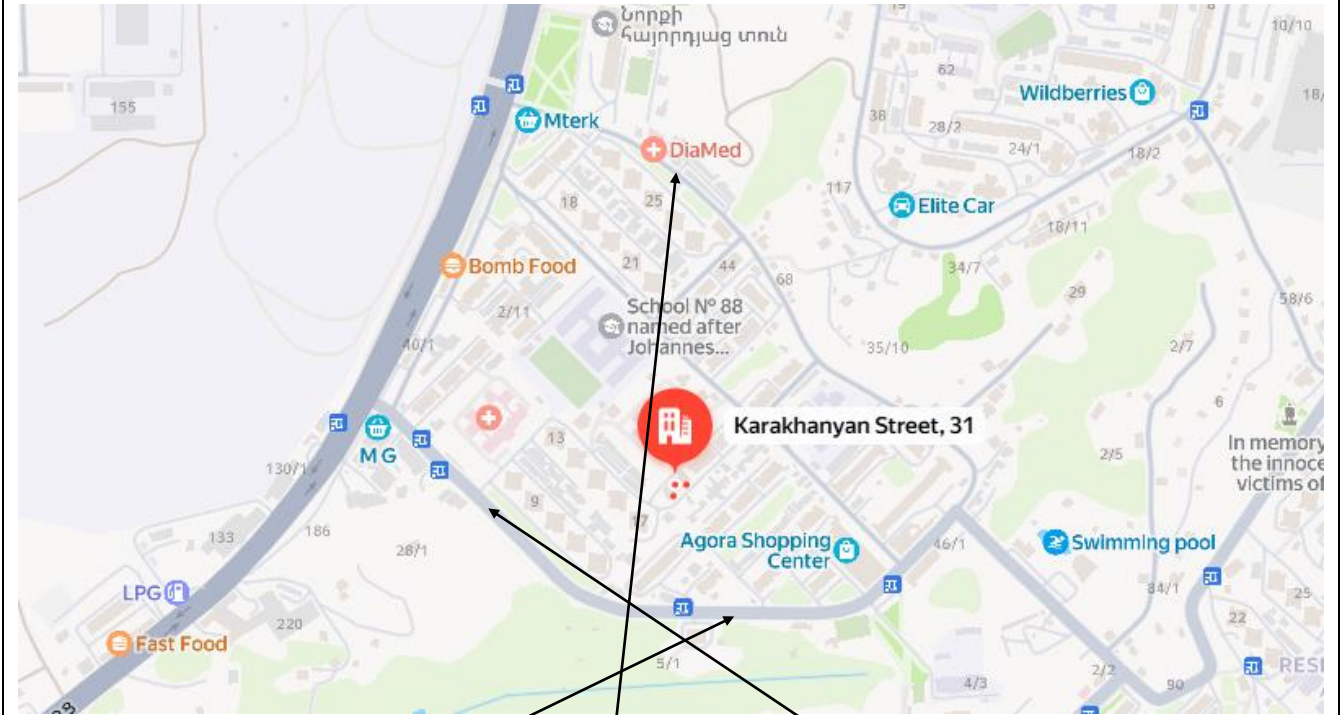 Նորքի
հայորդյաց տուն
10/10
155
Mterk
62
Wildberries
18/
38
28/2
DiaMed
24/1
18/2
117
18
25
Elite Car
18/11
Bomb Food
21
44
68
34/7
29
58/6
2/11
School № 88
named after
Johannes...
40/1
35/10
2/7
6
Karakhanyan Street, 31
In memory
the innoce
victims of
M G
13
2/5
130/1
9
17
133
186
28/1
Agora Shopping
Center
46/1
Swimming pool
LPG
84/1
25
22
220
Fast Food
5/1
RESI
4/3
2/2
90